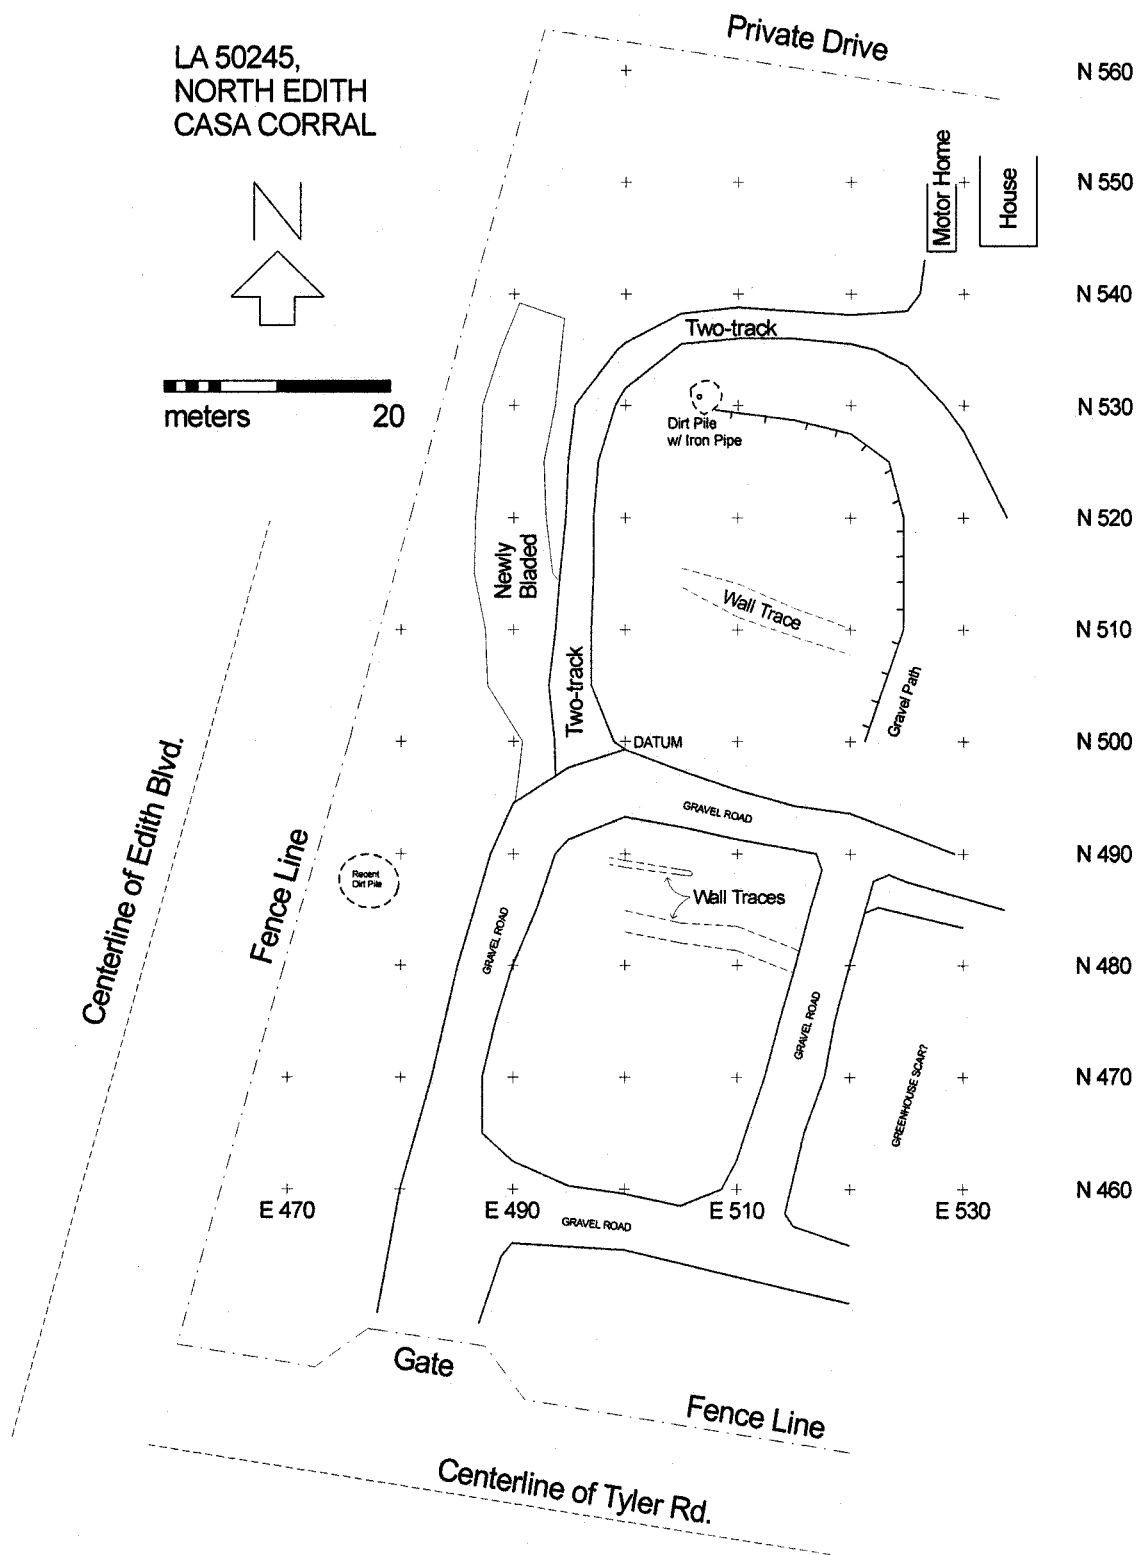 Private Drive
LA 50245,
NORTH EDITH
CASA CORRAL
N 560
Motor Home
House
N 550
N
N 540
Two-track
meters 20
N 530
Dirt Pile
w/ Iron Pipe
N 520
Newly
Bladed
Wall Trace
N 510
Two-track
Gravel Path
DATUM
N 500
Centerline of Edith Blvd.
GRAVEL ROAD
Fence Line
N 490
Recent
Dirt Pile
Wall Traces
GRAVEL ROAD
N 480
GRAVEL ROAD
GREENHOUSE SCAR?
N 470
N 460
E 470 E 490 E 510 E 530
GRAVEL ROAD
Gate
Fence Line
Centerline of Tyler Rd.